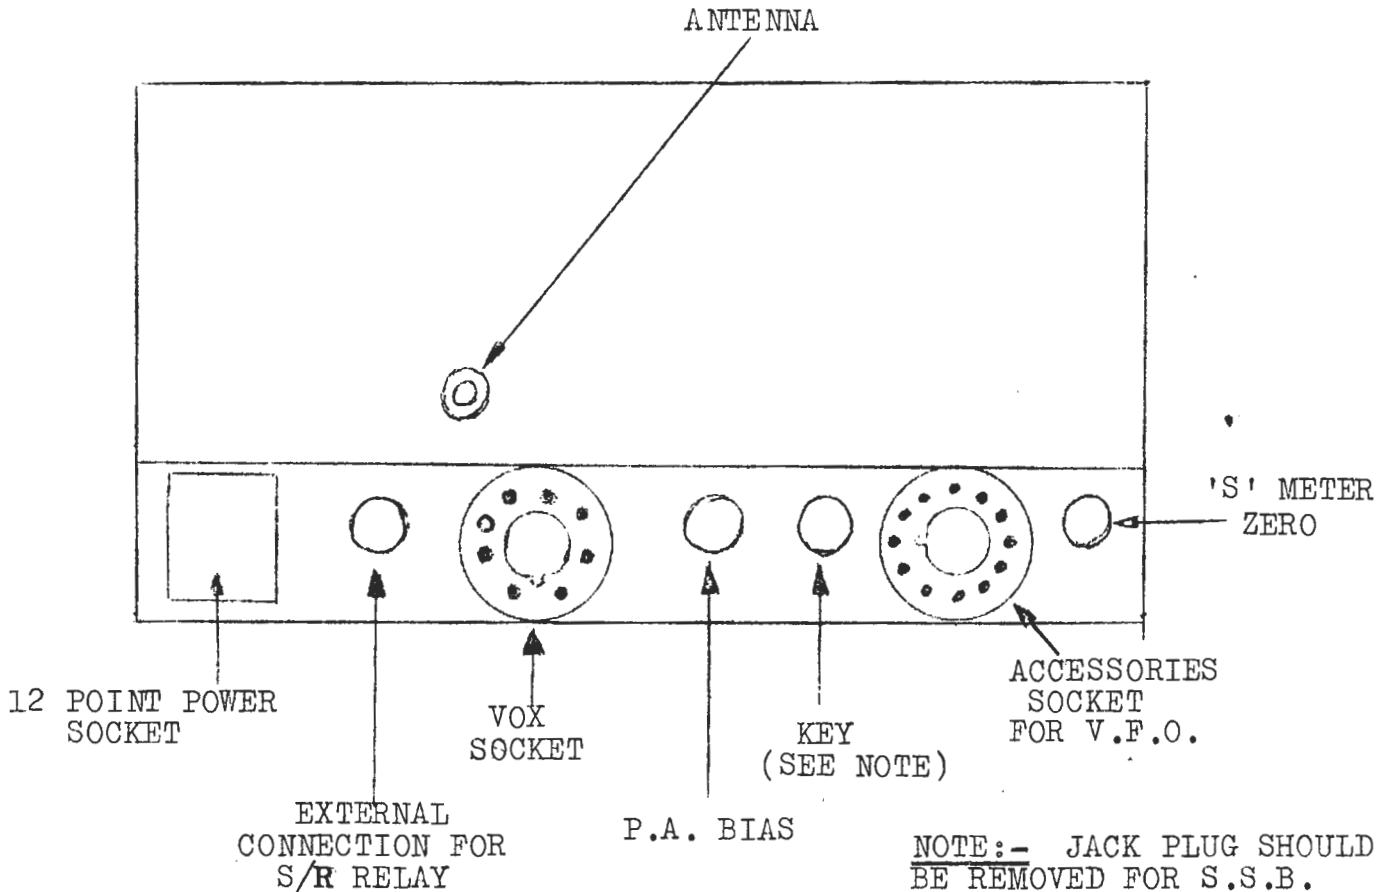 ANTENNA
'S' METER
ZERO
12 POINT POWER
SOCKET
EXTERNAL
CONNECTION FOR
S/R RELAY
VOX
SOCKET
P.A. BIAS
KEY
(SEE NOTE)
ACCESSORIES
SOCKET
FOR V.F.O.
NOTE:- JACK PLUG SHOULD
BE REMOVED FOR S.S.B.